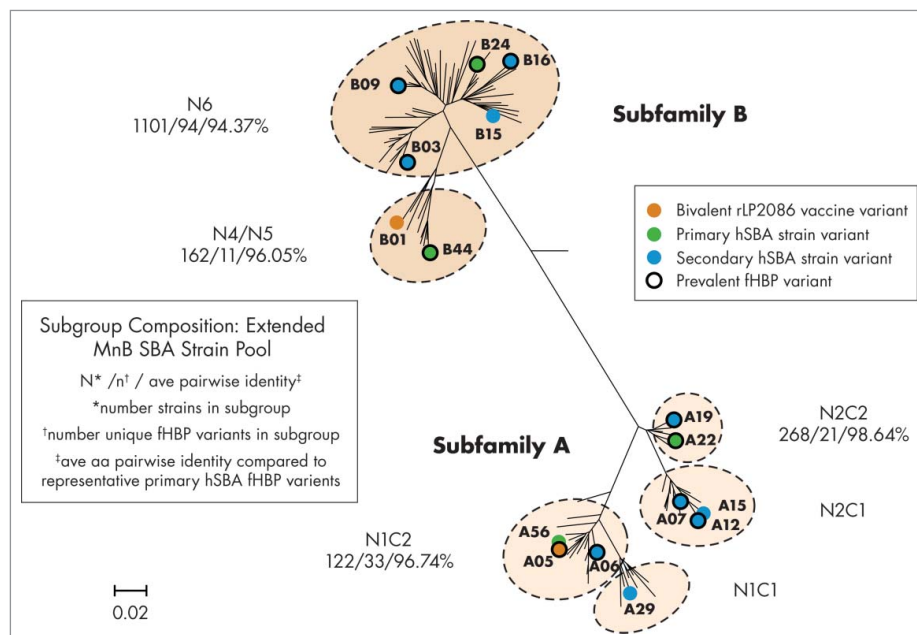 B24
B16
B09
N6
1101/94/94.37%
Subfamily B
B15
B03
N4/N5
162/11/96.05%
B01
B44
Bivalent rLP2086 vaccine variant
Primary hSBA strain variant
Secondary hSBA strain variant
Prevalent fHBP variant
Subgroup Composition: Extended
MnB SBA Strain Pool
N* /n† / ave pairwise identity‡
*number strains in subgroup
†number unique fHBP variants in subgroup
‡ave aa pairwise identity compared to
representative primary hSBA fHBP varients
A19
A22
N2C2
268/21/98.64%
Subfamily A
A07
A15
A12
N2C1
N1C2
122/33/96.74%
A56
A05
A06
A29
N1C1
0.02